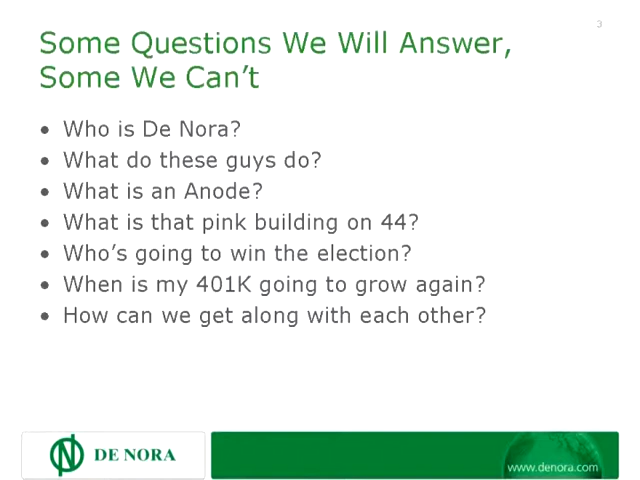 3
Some Questions We Will Answer,
Some We Can't
• Who is De Nora?
• What do these guys do?
• What is an Anode?
• What is that pink building on 44?
• Who's going to win the election?
• When is my 401K going to grow again?
• How can we get along with each other?
DE NORA
www.denora.com